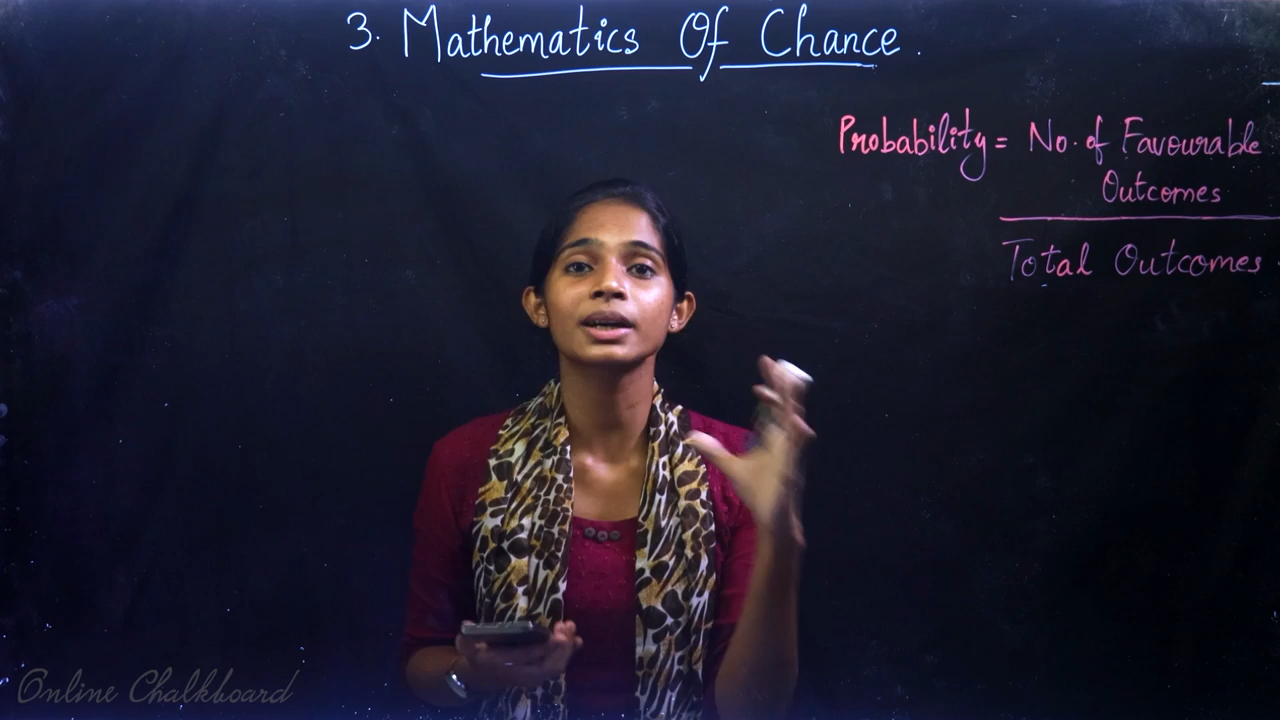 3. Mathematics Of Chance.
Probability = No. of Favourable
Outcomes
Total Outcomes
Online Chalkboard